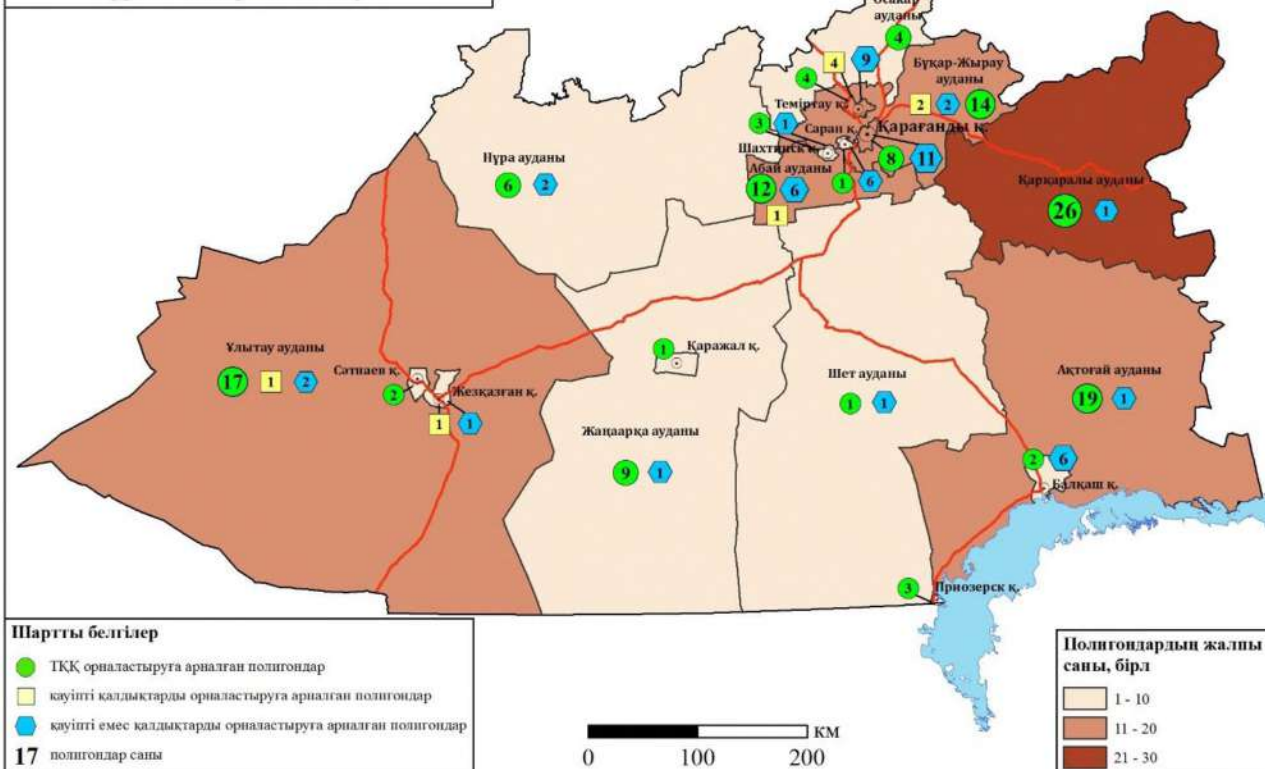 Осакар
ауданы
4
4
9
Бұқар-Жырау
ауданы
4
2
2
14
Теміртау қ.
3
1
Саран қ.
Қарағанды қ.
Шахтинск қ.
8
11
Нұра ауданы
6
2
Абай ауданы
12
6
1
6
1
Қарқаралы ауданы
26
1
Ұлытау ауданы
17
1
2
Сәтпаев қ.
2
Жезқазған қ.
1
1
1
Қаражал қ.
Жаңаарқа ауданы
9
1
Шет ауданы
1
1
Ақтоғай ауданы
19
1
2
6
Балқаш қ.
3
Приозерск қ.
Шартты белгілер
ТҚҚ орналастыруға арналған полигондар
қауіпті қалдықтарды орналастыруға арналған полигондар
қауіпті емес қалдықтарды орналастыруға арналған полигондар
17 полигондар саны
КМ
0 100 200
Полигондардың жалпы
саны, бірл
1 - 10
11 - 20
21 - 30